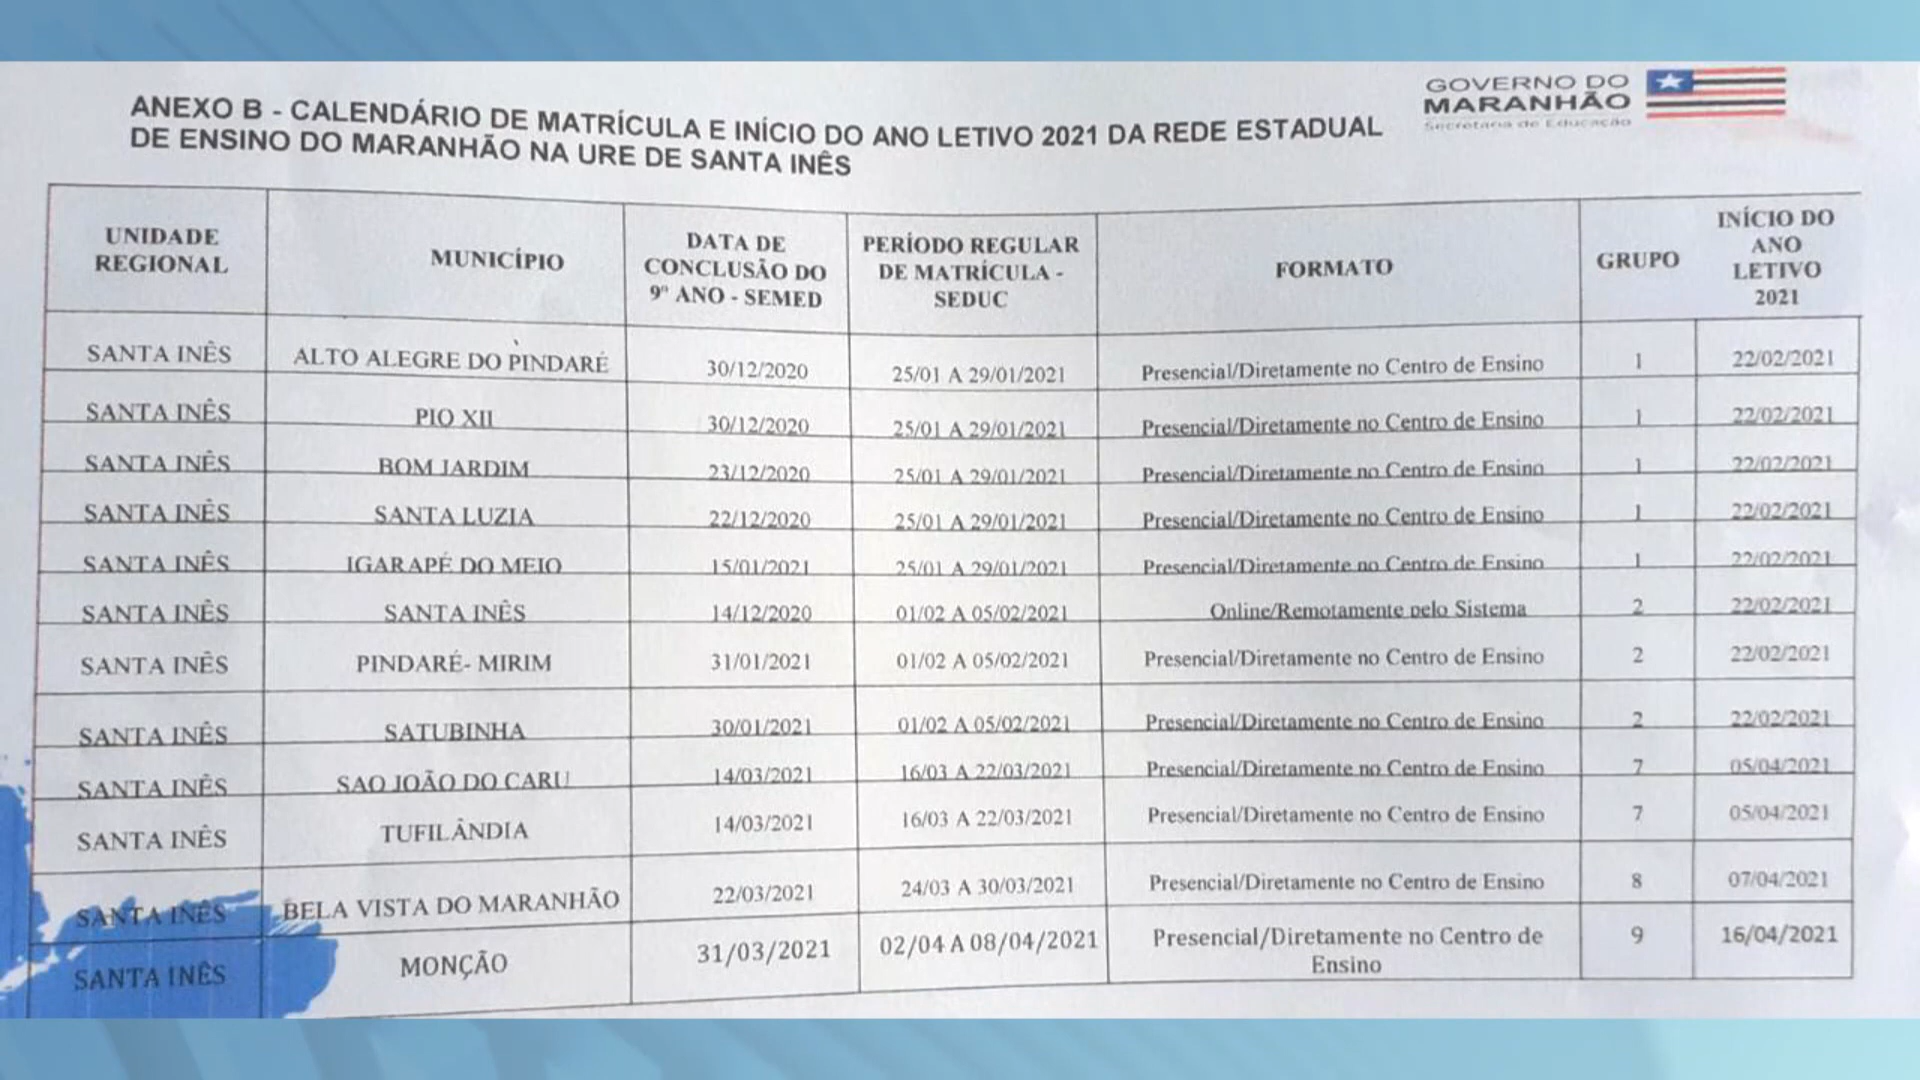 GOVERNO DO
MARANHÃO
Secretaria de Educação
ANEXO B - CALENDÁRIO DE MATRÍCULA E INÍCIO DO ANO LETIVO 2021 DA REDE ESTADUAL
DE ENSINO DO MARANHÃO NA URE DE SANTA INÊS
UNIDADE REGIONAL MUNICÍPIO DATA DE CONCLUSÃO DO 9º ANO - SEMED PERÍODO REGULAR DE MATRÍCULA - SEDUC FORMATO GRUPO INÍCIO DO ANO LETIVO 2021
SANTA INÊS ALTO ALEGRE DO PINDARÉ 30/12/2020 25/01 A 29/01/2021 Presencial/Diretamente no Centro de Ensino 1 22/02/2021
SANTA INÊS PIO XII 30/12/2020 25/01 A 29/01/2021 Presencial/Diretamente no Centro de Ensino 1 22/02/2021
SANTA INÊS BOM JARDIM 23/12/2020 25/01 A 29/01/2021 Presencial/Diretamente no Centro de Ensino 1 22/02/2021
SANTA INÊS SANTA LUZIA 22/12/2020 25/01 A 29/01/2021 Presencial/Diretamente no Centro de Ensino 1 22/02/2021
SANTA INÊS IGARAPÉ DO MEIO 15/01/2021 25/01 A 29/01/2021 Presencial/Diretamente no Centro de Ensino 1 22/02/2021
SANTA INÊS SANTA INÊS 14/12/2020 01/02 A 05/02/2021 Online/Remotamente pelo Sistema 2 22/02/2021
SANTA INÊS PINDARÉ- MIRIM 31/01/2021 01/02 A 05/02/2021 Presencial/Diretamente no Centro de Ensino 2 22/02/2021
SANTA INÊS SATUBINHA 30/01/2021 01/02 A 05/02/2021 Presencial/Diretamente no Centro de Ensino 2 22/02/2021
SANTA INÊS SAO JOÃO DO CARU 14/03/2021 16/03 A 22/03/2021 Presencial/Diretamente no Centro de Ensino 7 05/04/2021
SANTA INÊS TUFILÂNDIA 14/03/2021 16/03 A 22/03/2021 Presencial/Diretamente no Centro de Ensino 7 05/04/2021
SANTA INÊS BELA VISTA DO MARANHÃO 22/03/2021 24/03 A 30/03/2021 Presencial/Diretamente no Centro de Ensino 8 07/04/2021
SANTA INÊS MONÇÃO 31/03/2021 02/04 A 08/04/2021 Presencial/Diretamente no Centro de Ensino 9 16/04/2021